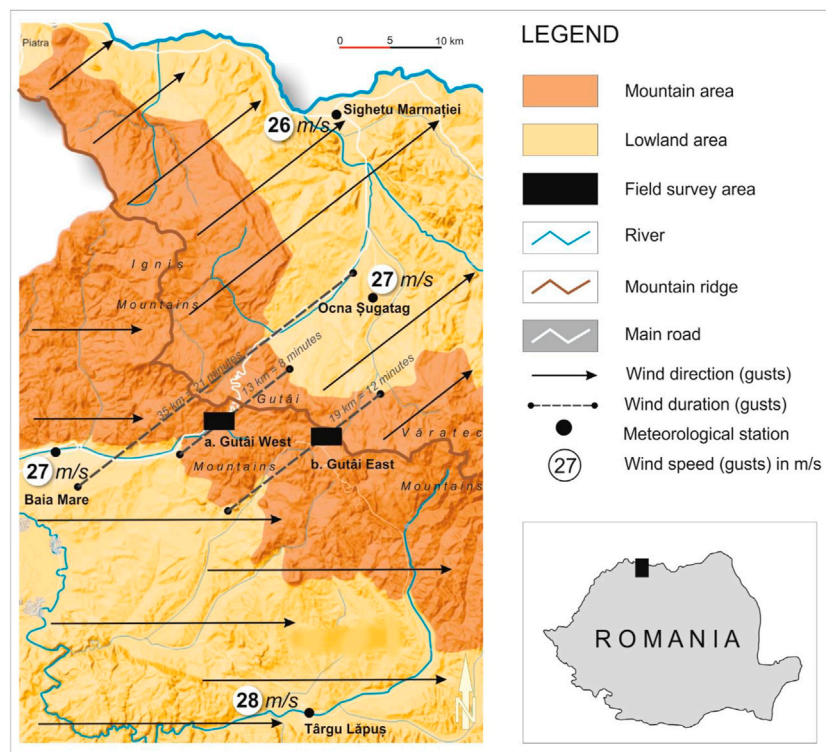 Piatra
0 5 10 km
Sighetu Marmației
26 m/s
Igniș
Mountains
27 m/s
Ocna Șugatag
35 km = 21 minutes
13 km = 8 minutes
19 km = 12 minutes
Gutâi
a. Gutâi West
b. Gutâi East
Mountains
Văratec
Mountains
27 m/s
Baia Mare
28 m/s
Târgu Lăpuș
N
LEGEND
Mountain area
Lowland area
Field survey area
River
Mountain ridge
Main road
Wind direction (gusts)
Wind duration (gusts)
Meteorological station
27 Wind speed (gusts) in m/s
ROMANIA